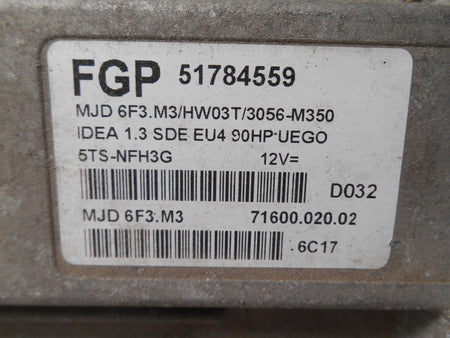 FGP 51784559
MJD 6F3.M3/HW03T/3056-M350
IDEA 1.3 SDE EU4 90HP UEGO
5TS-NFH3G 12V=
D032
MJD 6F3.M3 71600.020.02
6C17